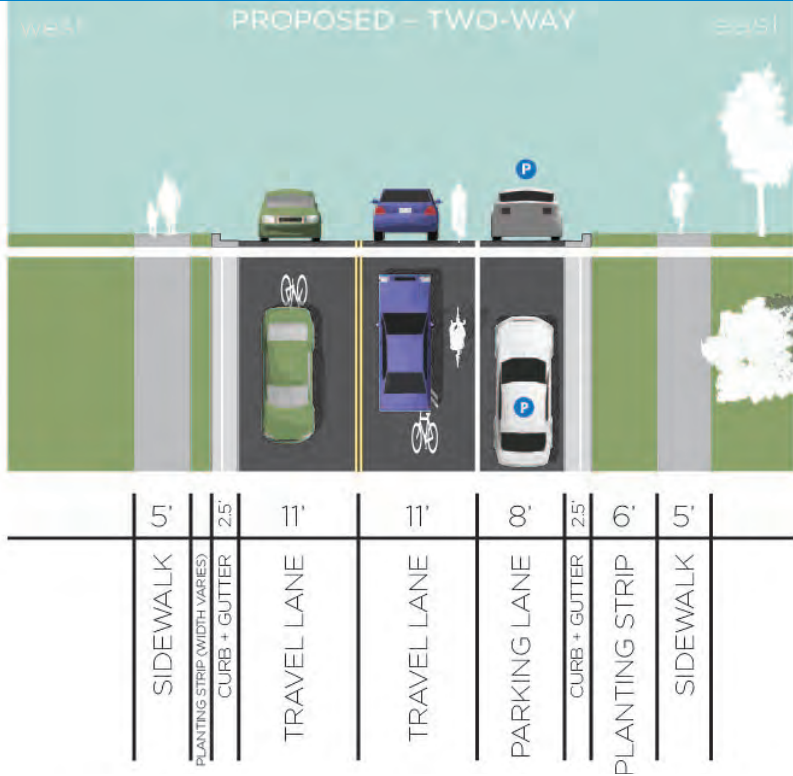 west PROPOSED – TWO-WAY east
P
P
5' 2.5' 11' 11' 8' 2.5' 6' 5'
SIDEWALK
PLANTING STRIP (WIDTH VARIES)
CURB + GUTTER
TRAVEL LANE
TRAVEL LANE
PARKING LANE
CURB + GUTTER
PLANTING STRIP
SIDEWALK